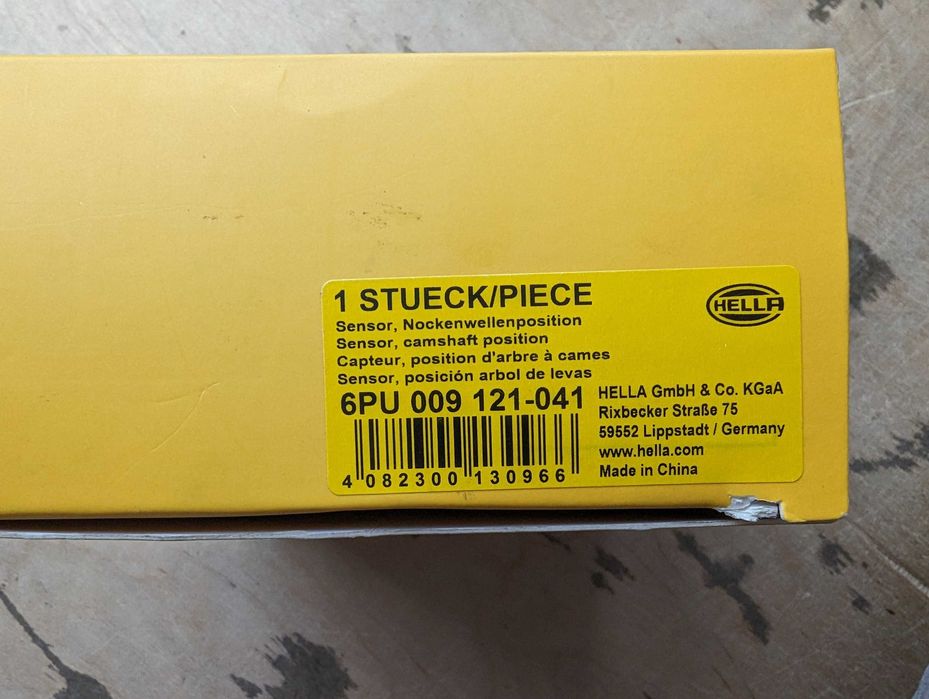 1 STUECK/PIECE
HELLA
Sensor, Nockenwellenposition
Sensor, camshaft position
Capteur, position d'arbre à cames
Sensor, posición arbol de levas
6PU 009 121-041
4 082300 130966
HELLA GmbH & Co. KGaA
Rixbecker Straße 75
59552 Lippstadt / Germany
www.hella.com
Made in China